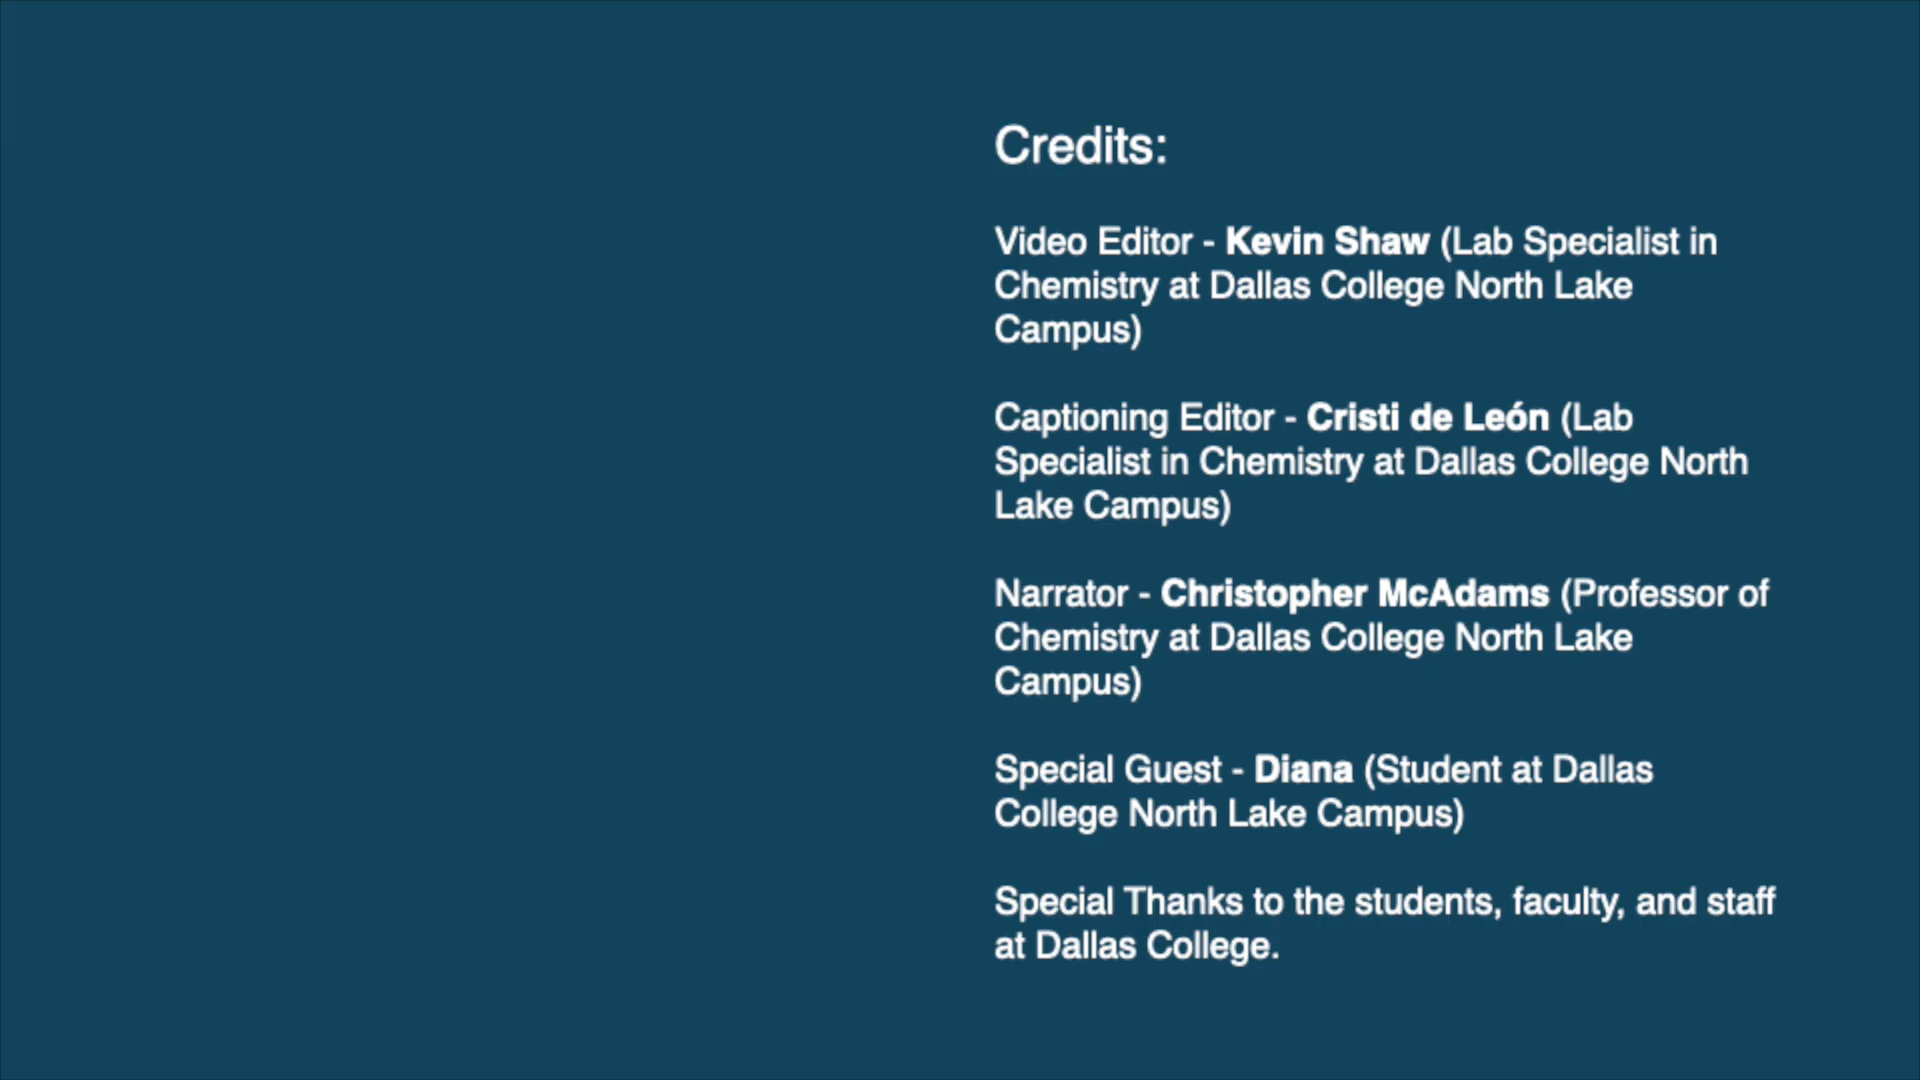 Credits:
Video Editor - Kevin Shaw (Lab Specialist in
Chemistry at Dallas College North Lake
Campus)
Captioning Editor - Cristi de León (Lab
Specialist in Chemistry at Dallas College North
Lake Campus)
Narrator - Christopher McAdams (Professor of
Chemistry at Dallas College North Lake
Campus)
Special Guest - Diana (Student at Dallas
College North Lake Campus)
Special Thanks to the students, faculty, and staff
at Dallas College.